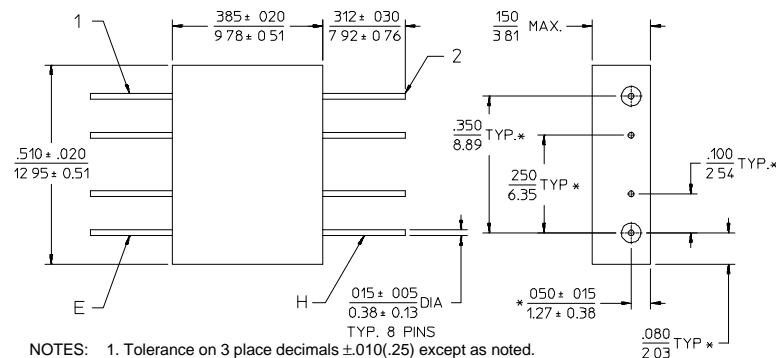 385± .020
9.78± 0.51
.312± .030
7.92± 0.76
.150
3.81
MAX.
1
2
.510± .020
12.95± 0.51
.350
8.89
TYP.*
.250
6.35
TYP *
.100
2.54
TYP.*
E
H
.015± .005
0.38± 0.13
DIA
TYP. 8 PINS
* .050± .015
1.27± 0.38
.080
2.03
TYP *
NOTES: 1. Tolerance on 3 place decimals ±.010(.25) except as noted.